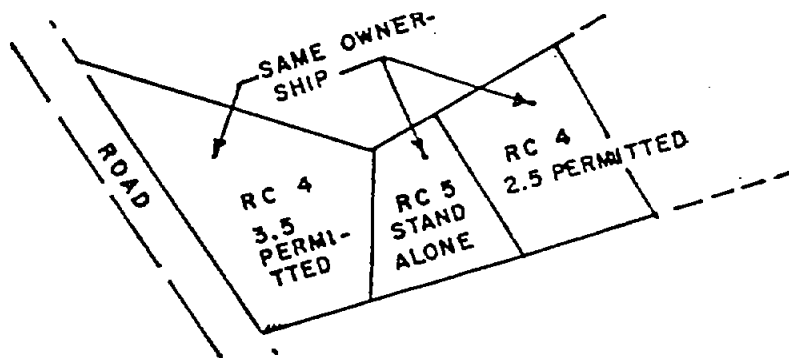 SAME OWNER-
SHIP
ROAD
RC 4
3.5
PERMI-
TTED
RC 5
STAND
ALONE
RC 4
2.5 PERMITTED